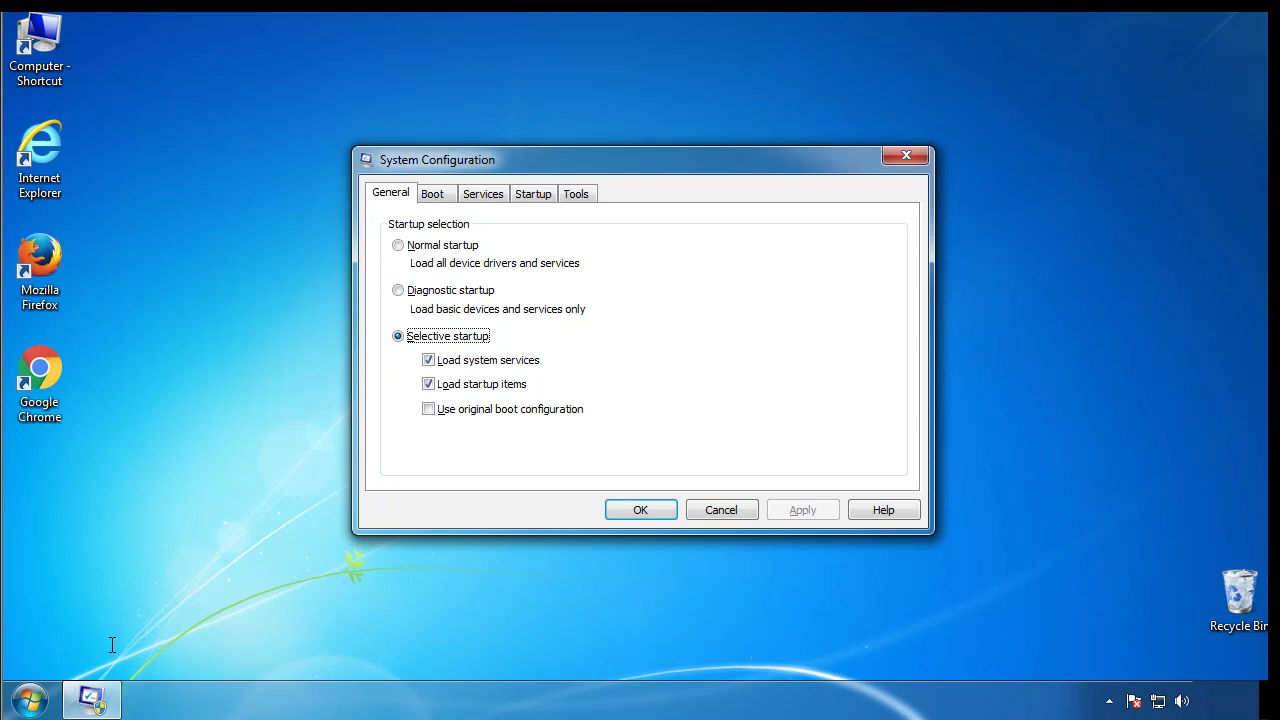 Computer -
Shortcut
Internet
Explorer
Mozilla
Firefox
Google
Chrome
System Configuration
General Boot Services Startup Tools
Startup selection
Normal startup
Load all device drivers and services
Diagnostic startup
Load basic devices and services only
Selective startup
Load system services
Load startup items
Use original boot configuration
OK Cancel Apply Help
Recycle Bin